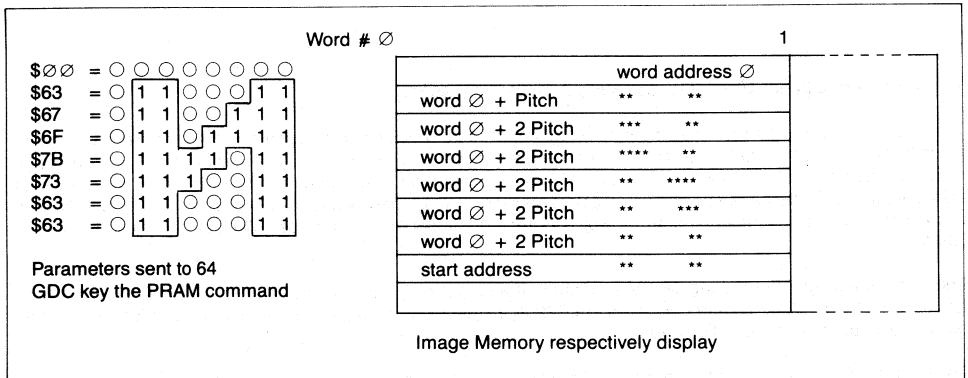 Word # Ø 1
$ØØ = ○ ○ ○ ○ ○ ○ ○ ○
$63 = ○ 1 1 ○ ○ ○ 1 1
$67 = ○ 1 1 ○ ○ 1 1 1
$6F = ○ 1 1 ○ 1 1 1 1
$7B = ○ 1 1 1 1 ○ 1 1
$73 = ○ 1 1 1 ○ ○ 1 1
$63 = ○ 1 1 ○ ○ ○ 1 1
$63 = ○ 1 1 ○ ○ ○ 1 1
Parameters sent to 64
GDC key the PRAM command
word address Ø
word Ø + Pitch ** **
word Ø + 2 Pitch *** **
word Ø + 2 Pitch **** **
word Ø + 2 Pitch ** ****
word Ø + 2 Pitch ** ***
word Ø + 2 Pitch ** **
start address ** **
Image Memory respectively display